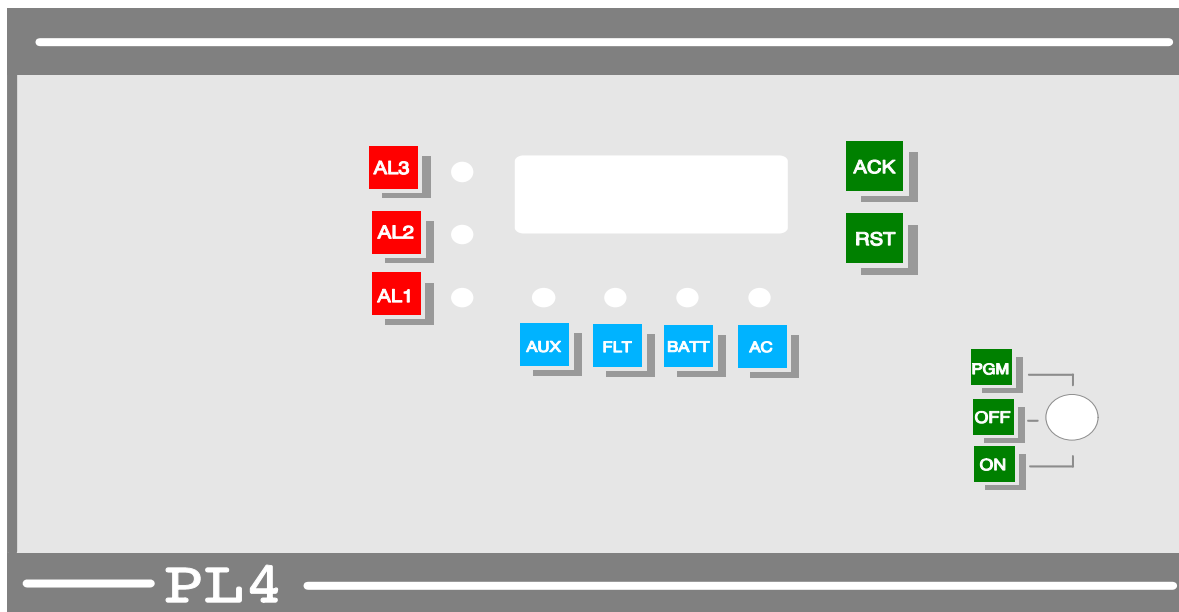 AL3
ACK
AL2
RST
AL1
AUX FLT BATT AC
PGM
OFF
ON
PL4